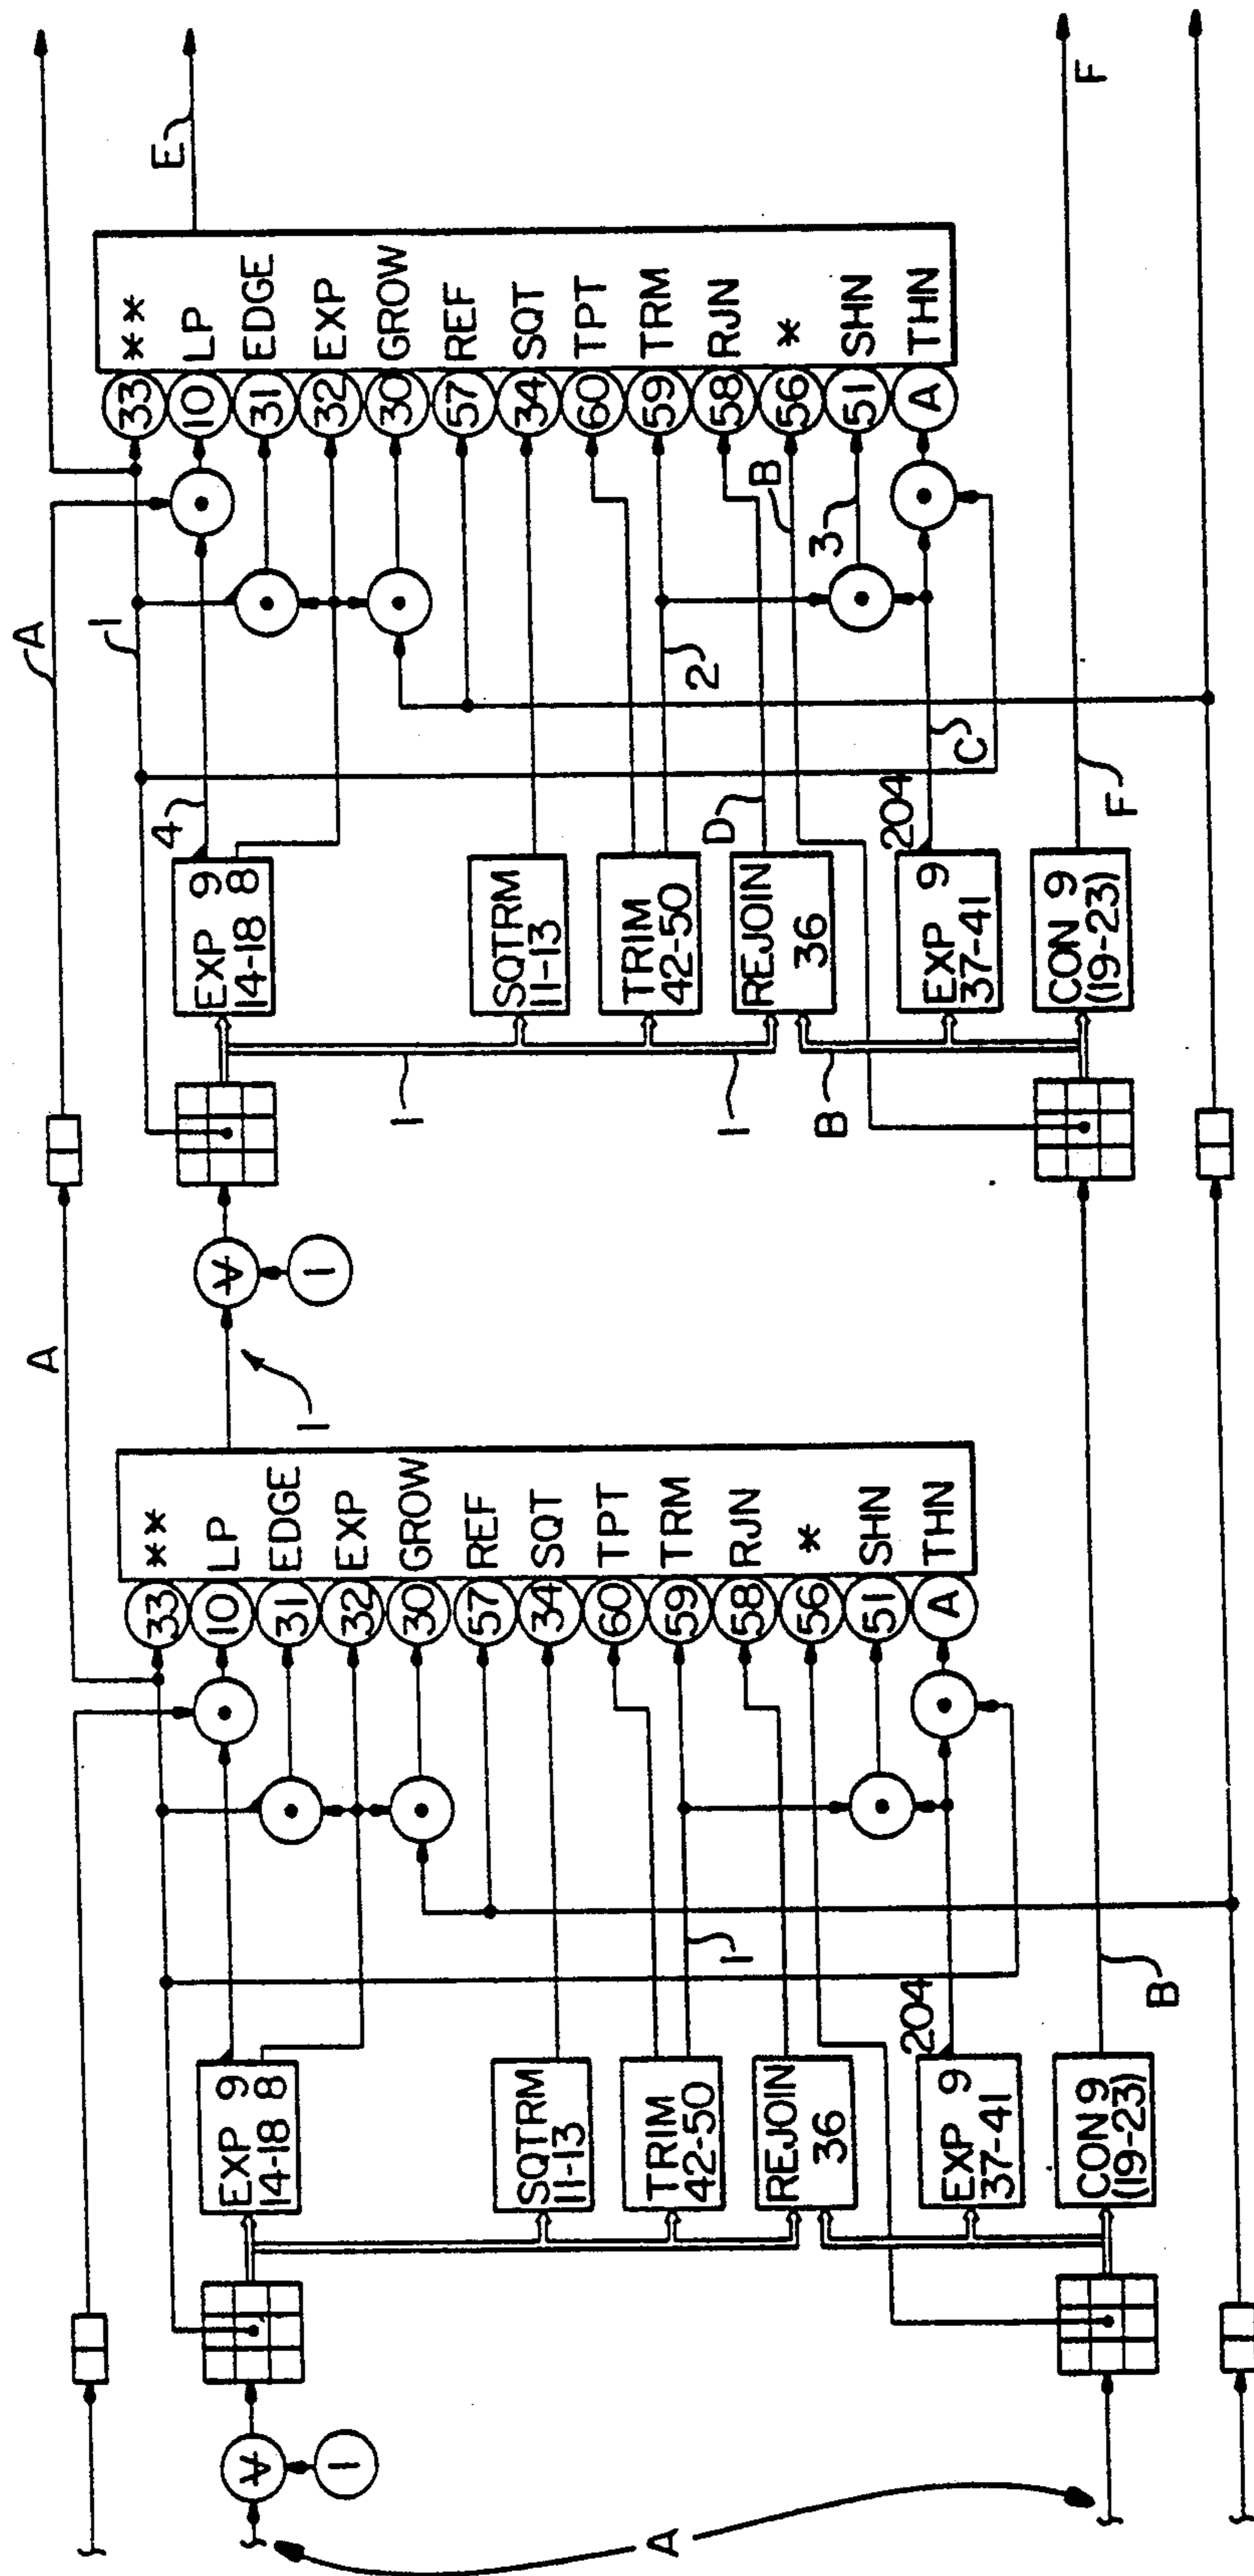 A
1
EXP 9
14-18 8
SQTRM
11-13
TRIM
42-50
REJOIN
36
204
EXP 9
37-41
CON 9
(19-23)
1
B
33 **
10 LP
31 EDGE
32 EXP
30 GROW
57 REF
34 SQT
60 TPT
59 TRM
58 RJN
56 *
51 SHN
A THN
A
1
1
A
1
1
1
B
EXP 9
14-18 8
4
SQTRM
11-13
TRIM
42-50
2
REJOIN
36
D
204
EXP 9
37-41
C
CON 9
(19-23)
F
B
3
33 **
10 LP
31 EDGE
32 EXP
30 GROW
57 REF
34 SQT
60 TPT
59 TRM
58 RJN
56 *
51 SHN
A THN
E
F